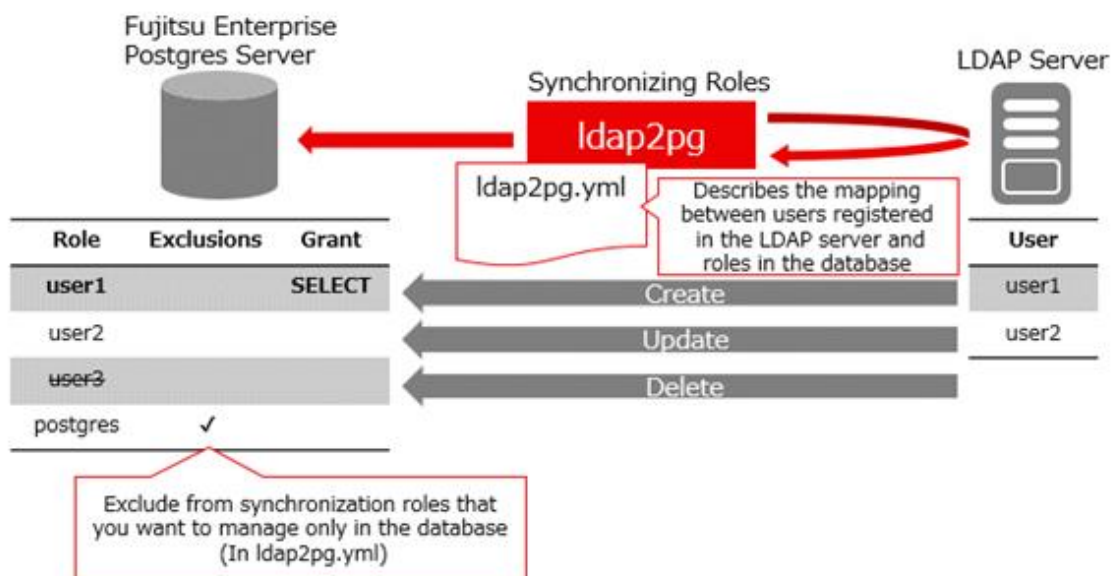 Fujitsu Enterprise
Postgres Server
LDAP Server
Synchronizing Roles
ldap2pg
ldap2pg.yml
Describes the mapping
between users registered
in the LDAP server and
roles in the database
Role Exclusions Grant
User
user1 SELECT
Create
user1
user2
Update
user2
user3
Delete
postgres ✓
Exclude from synchronization roles that
you want to manage only in the database
(In ldap2pg.yml)